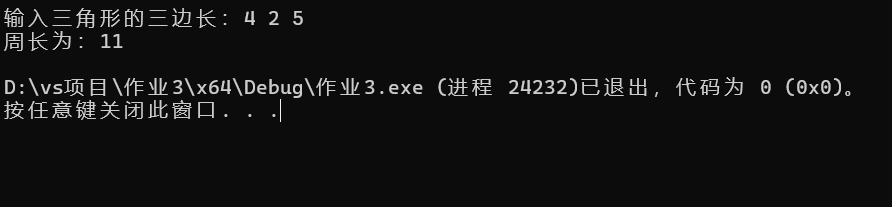 输入三角形的三边长：4 2 5
周长为：11
D:\vs项目\作业3\x64\Debug\作业3.exe (进程 24232)已退出，代码为 0 (0x0)。
按任意键关闭此窗口. . .